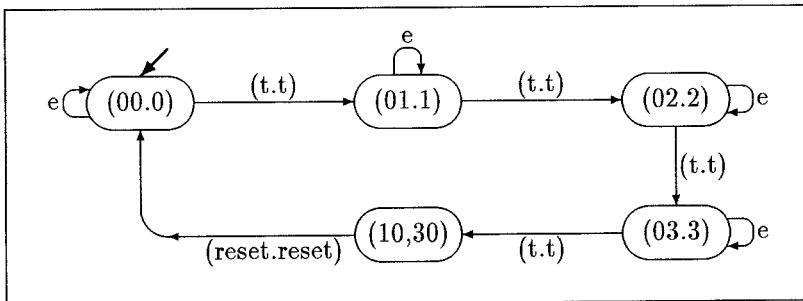 e
e (00.0) (t.t) (01.1) (t.t) (02.2) e
(t.t)
(reset.reset) (10,30) (t.t) (03.3) e